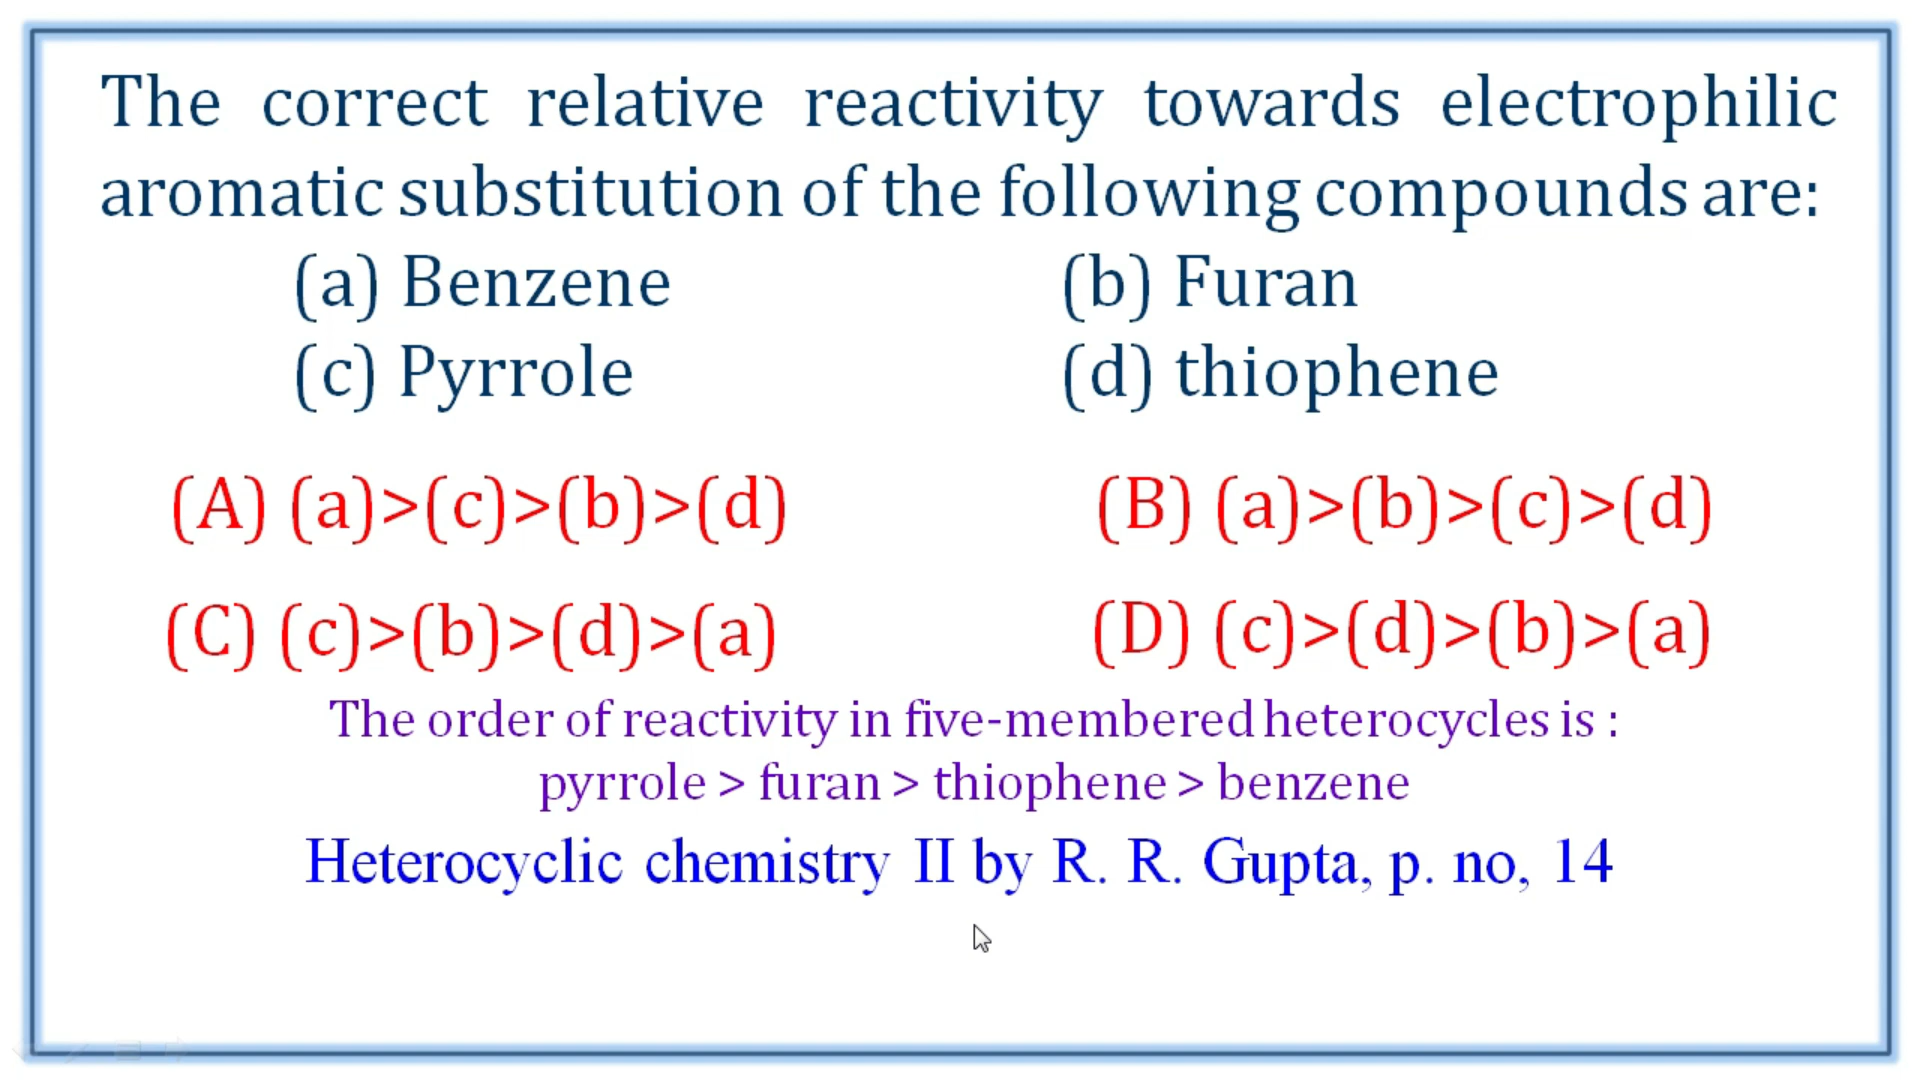 The correct relative reactivity towards electrophilic
aromatic substitution of the following compounds are:
(a) Benzene (b) Furan
(c) Pyrrole (d) thiophene
(A) (a)>(c)>(b)>(d) (B) (a)>(b)>(c)>(d)
(C) (c)>(b)>(d)>(a) (D) (c)>(d)>(b)>(a)
The order of reactivity in five-membered heterocycles is :
pyrrole > furan > thiophene > benzene
Heterocyclic chemistry II by R. R. Gupta, p. no, 14